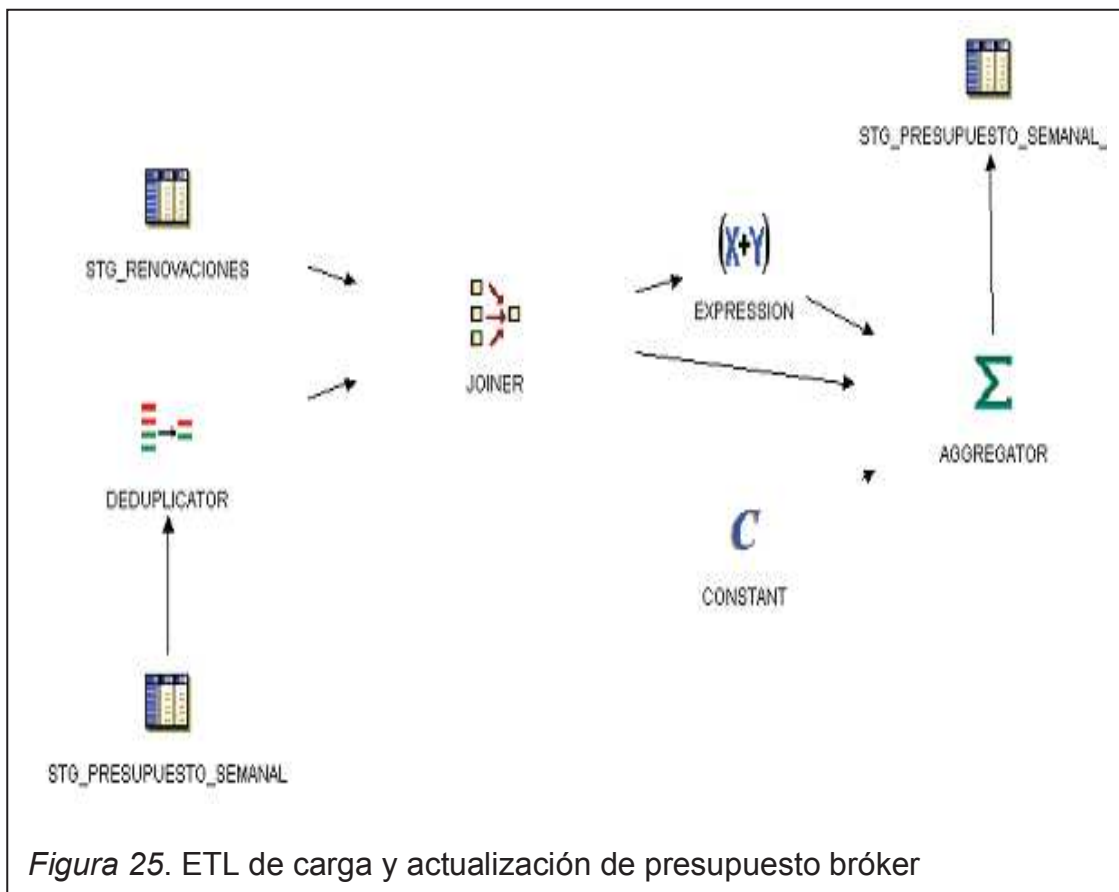 STG_PRESUPUESTO_SEMANAL_
STG_RENOVACIONES
(X+Y)
EXPRESSION
JOINER
Σ
AGGREGATOR
DEDUPLICATOR
C
CONSTANT
STG_PRESUPUESTO_SEMANAL
Figura 25. ETL de carga y actualización de presupuesto bróker